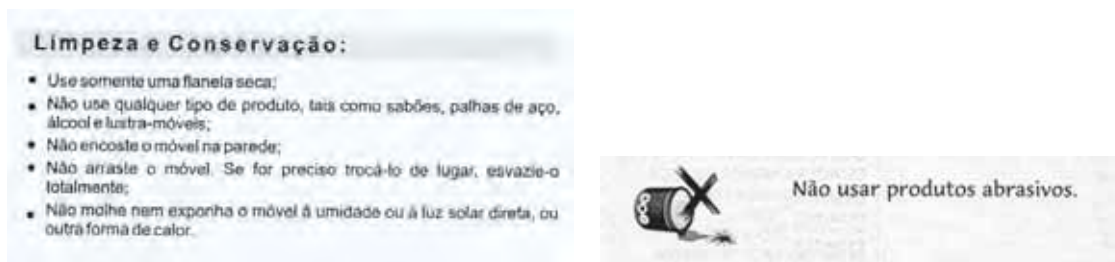 Limpeza e Conservação:
• Use somente uma flanela seca;
• Não use qualquer tipo de produto, tais como sabões, palhas de aço,
álcool e lustra-móveis;
• Não encoste o móvel na parede;
• Não arraste o móvel. Se for preciso trocá-lo de lugar, esvazie-o
totalmente;
• Não molhe nem exponha o móvel à umidade ou à luz solar direta, ou
outra forma de calor.
Não usar produtos abrasivos.